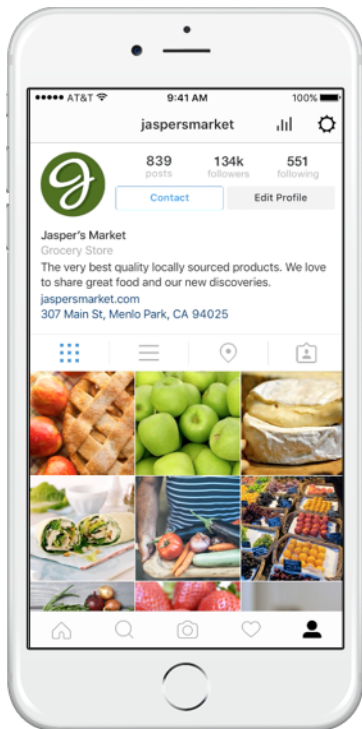 AT&T 9:41 AM 100%
jaspersmarket
839 134k 551
posts followers following
Contact Edit Profile
Jasper's Market
Grocery Store
The very best quality locally sourced products. We love
to share great food and our new discoveries.
jaspersmarket.com
307 Main St, Menlo Park, CA 94025